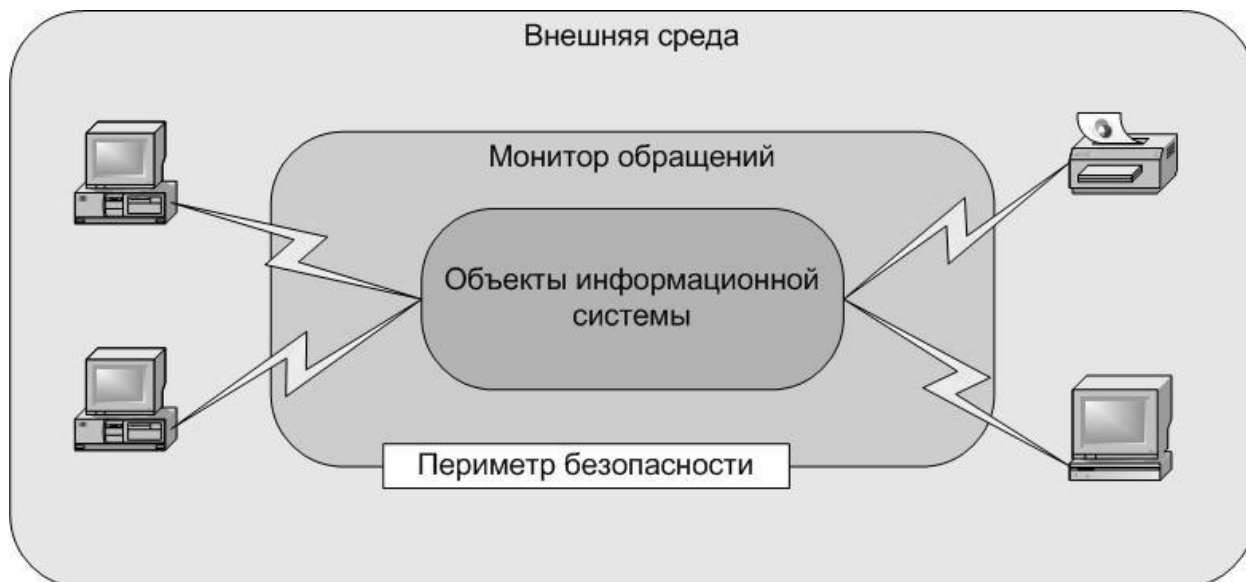 Внешняя среда
Монитор обращений
Объекты информационной
системы
Периметр безопасности